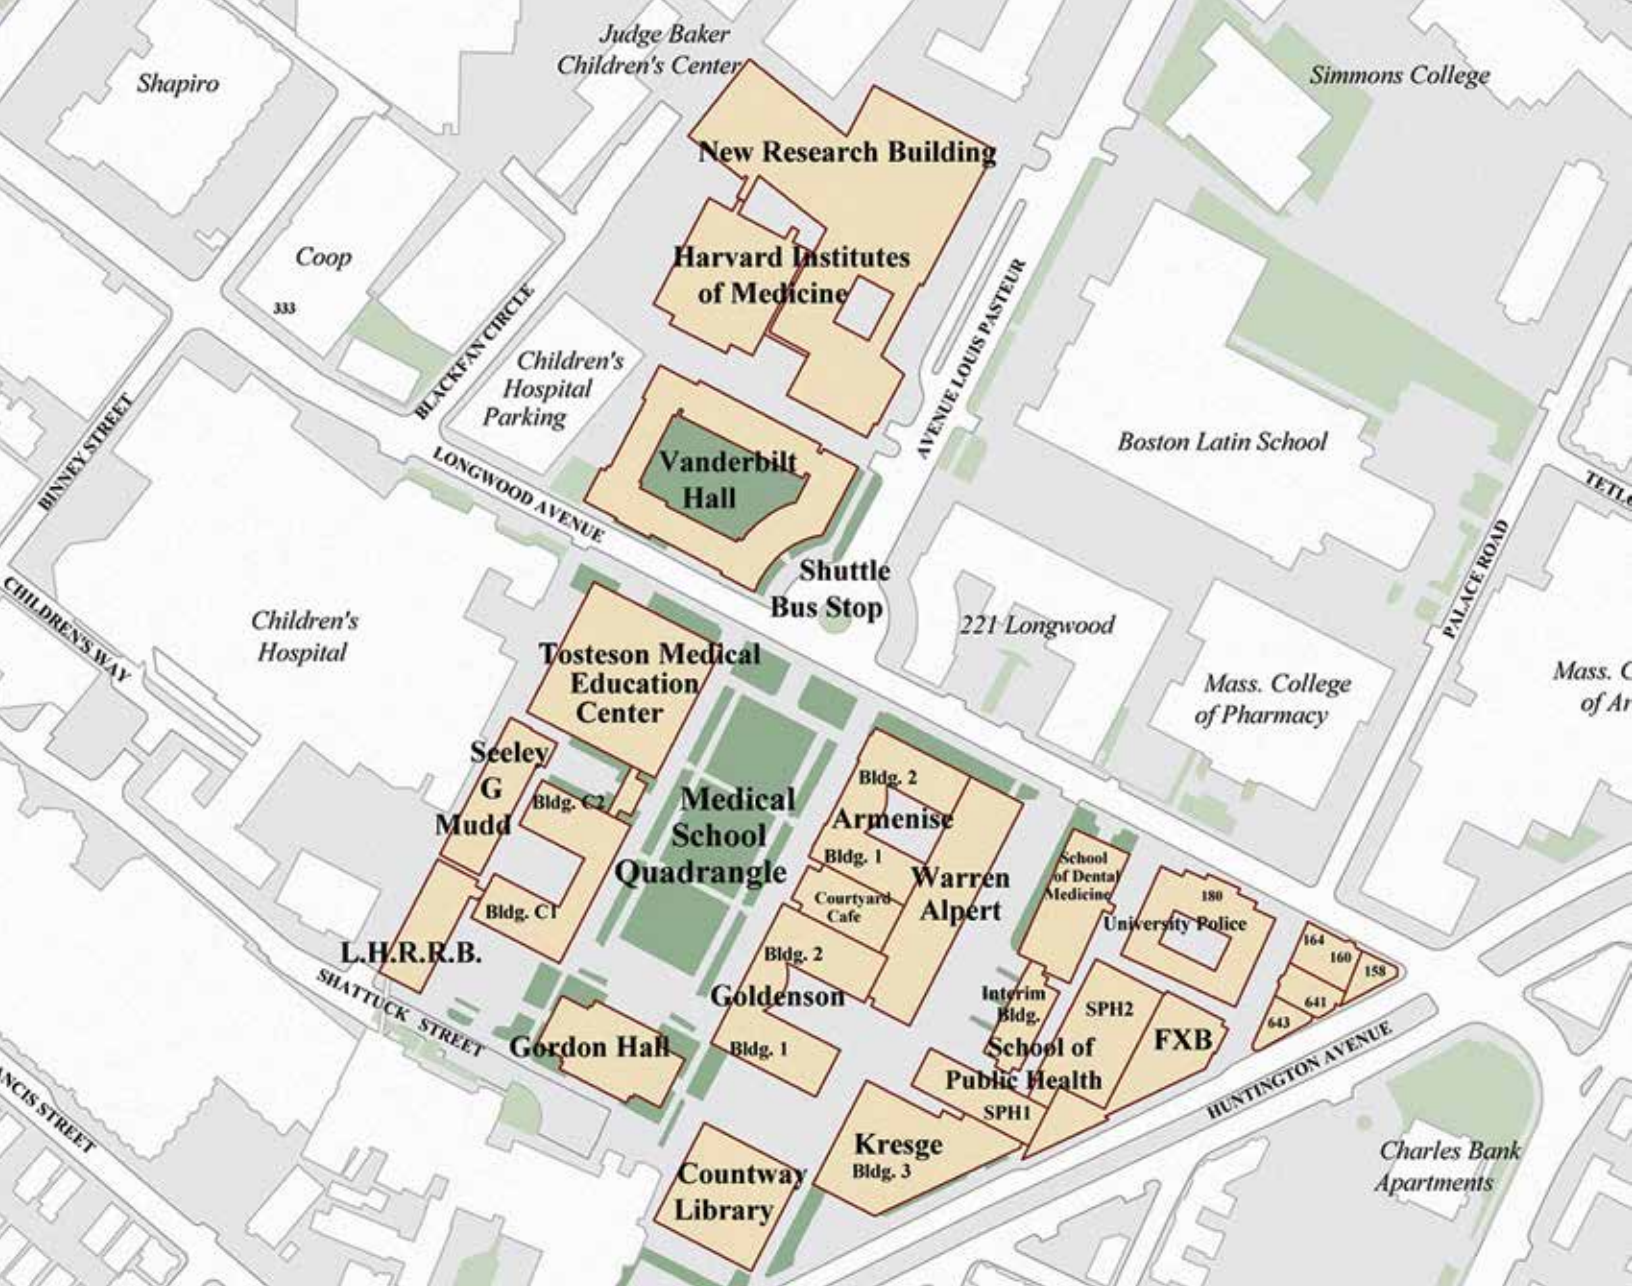 Judge Baker
Children's Center
Shapiro
Simmons College
New Research Building
Coop
333
Harvard Institutes
of Medicine
BLACKFAN CIRCLE
AVENUE LOUIS PASTEUR
Children's
Hospital
Parking
BINNEY STREET
LONGWOOD AVENUE
Vanderbilt
Hall
Boston Latin School
PALACE ROAD
Shuttle
Bus Stop
CHILDREN'S WAY
Children's
Hospital
221 Longwood
Mass. College
of Pharmacy
Mass. C
of Ar
Tosteson Medical
Education
Center
Seeley
G
Mudd
Bldg. C2
Bldg. C1
Medical
School
Quadrangle
Bldg. 2
Armenise
Bldg. 1
Courtyard
Cafe
Warren
Alpert
Bldg. 2
Goldenson
Bldg. 1
School
of Dental
Medicine
180
University Police
164
160
158
641
643
L.H.R.R.B.
SHATTUCK STREET
Gordon Hall
Interim
Bldg.
SPH2
FXB
School of
Public Health
SPH1
HUNTINGTON AVENUE
Kresge
Bldg. 3
Countway
Library
Charles Bank
Apartments
ANCIS STREET